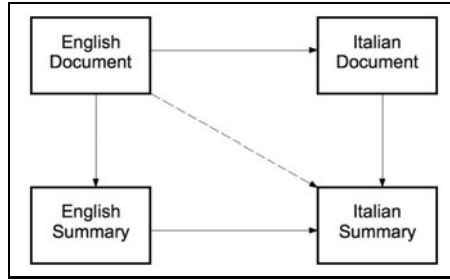 English
Document
Italian
Document
English
Summary
Italian
Summary